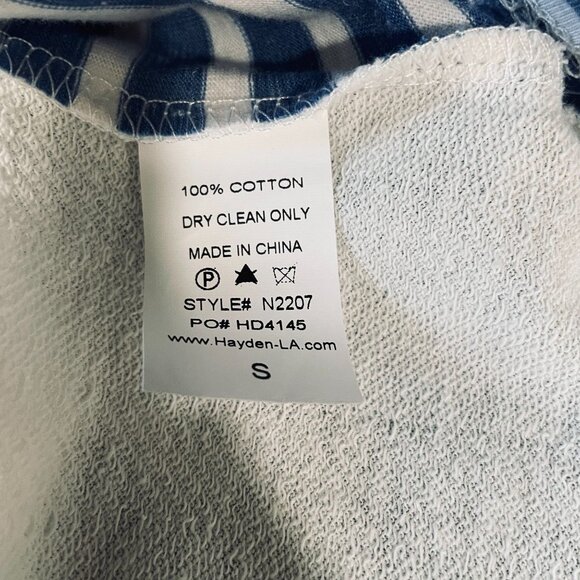 100% COTTON
DRY CLEAN ONLY
MADE IN CHINA
P
STYLE# N2207
PO# HD4145
www.Hayden-LA.com
S